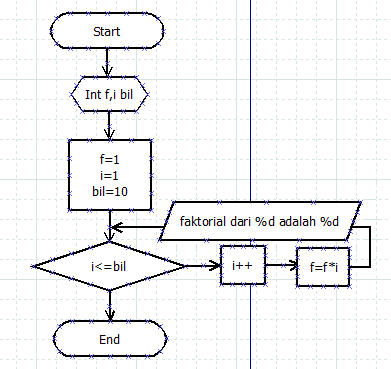 Start
Int f,i bil
f=1
i=1
bil=10
faktorial dari %d adalah %d
i<=bil
i++
f=f*i
End